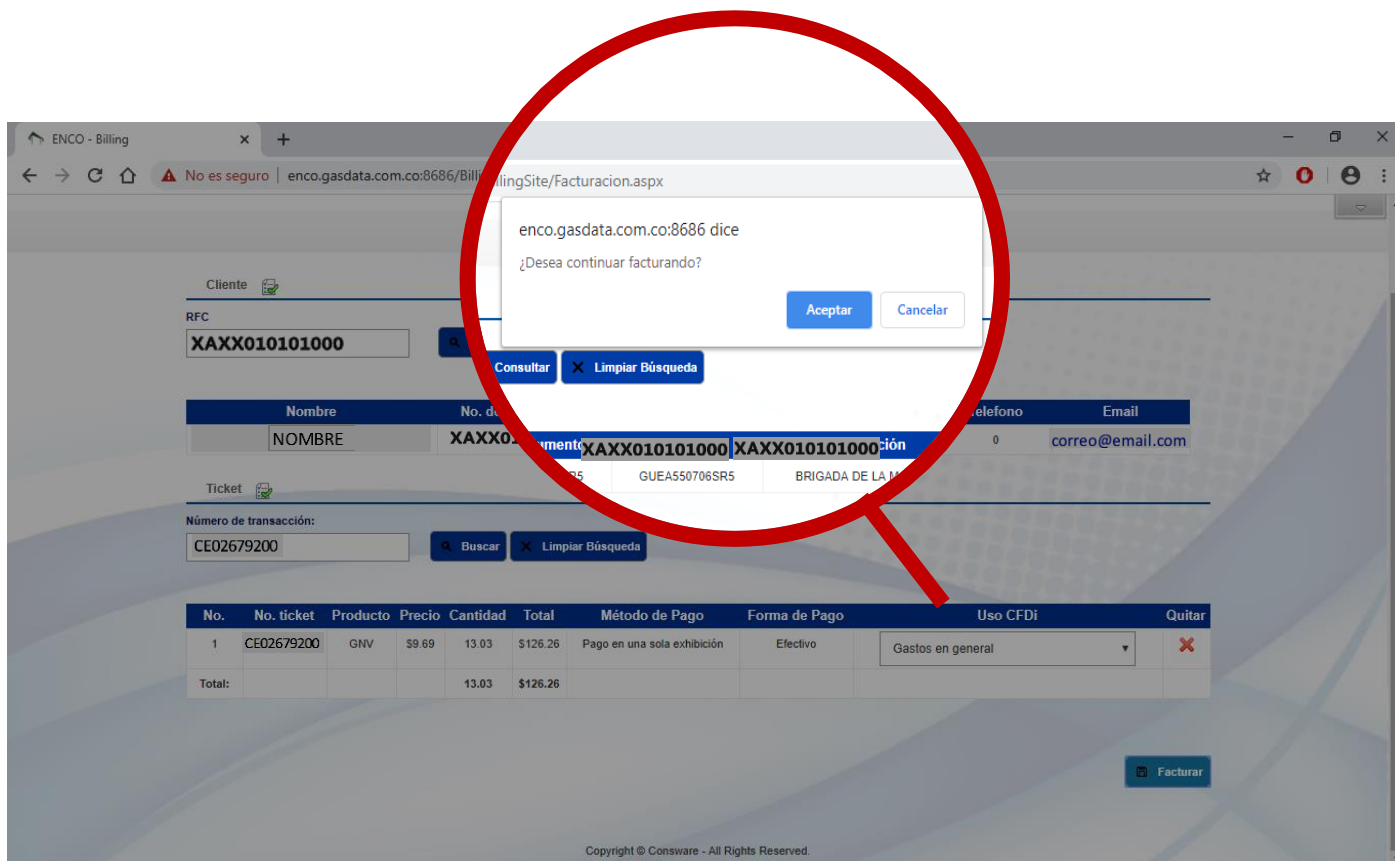 ENCO - Billing
No es seguro | enco.gasdata.com.co:8686/Billi
llingSite/Facturacion.aspx
enco.gasdata.com.co:8686 dice
¿Desea continuar facturando?
Aceptar Cancelar
Cliente
RFC
XAXX010101000
Consultar Limpiar Búsqueda
Nombre No. de elefono Email
umento ción
NOMBRE XAXX0 XAXX010101000 XAXX010101000 0 correo@email.com
R5 GUEA550706SR5 BRIGADA DE LA M
Ticket
Número de transacción:
CE02679200 Buscar Limpiar Búsqueda
No. No. ticket Producto Precio Cantidad Total Método de Pago Forma de Pago Uso CFDi Quitar
1 CE02679200 GNV $9.69 13.03 $126.26 Pago en una sola exhibición Efectivo Gastos en general
Total: 13.03 $126.26
Facturar
Copyright © Consware - All Rights Reserved.